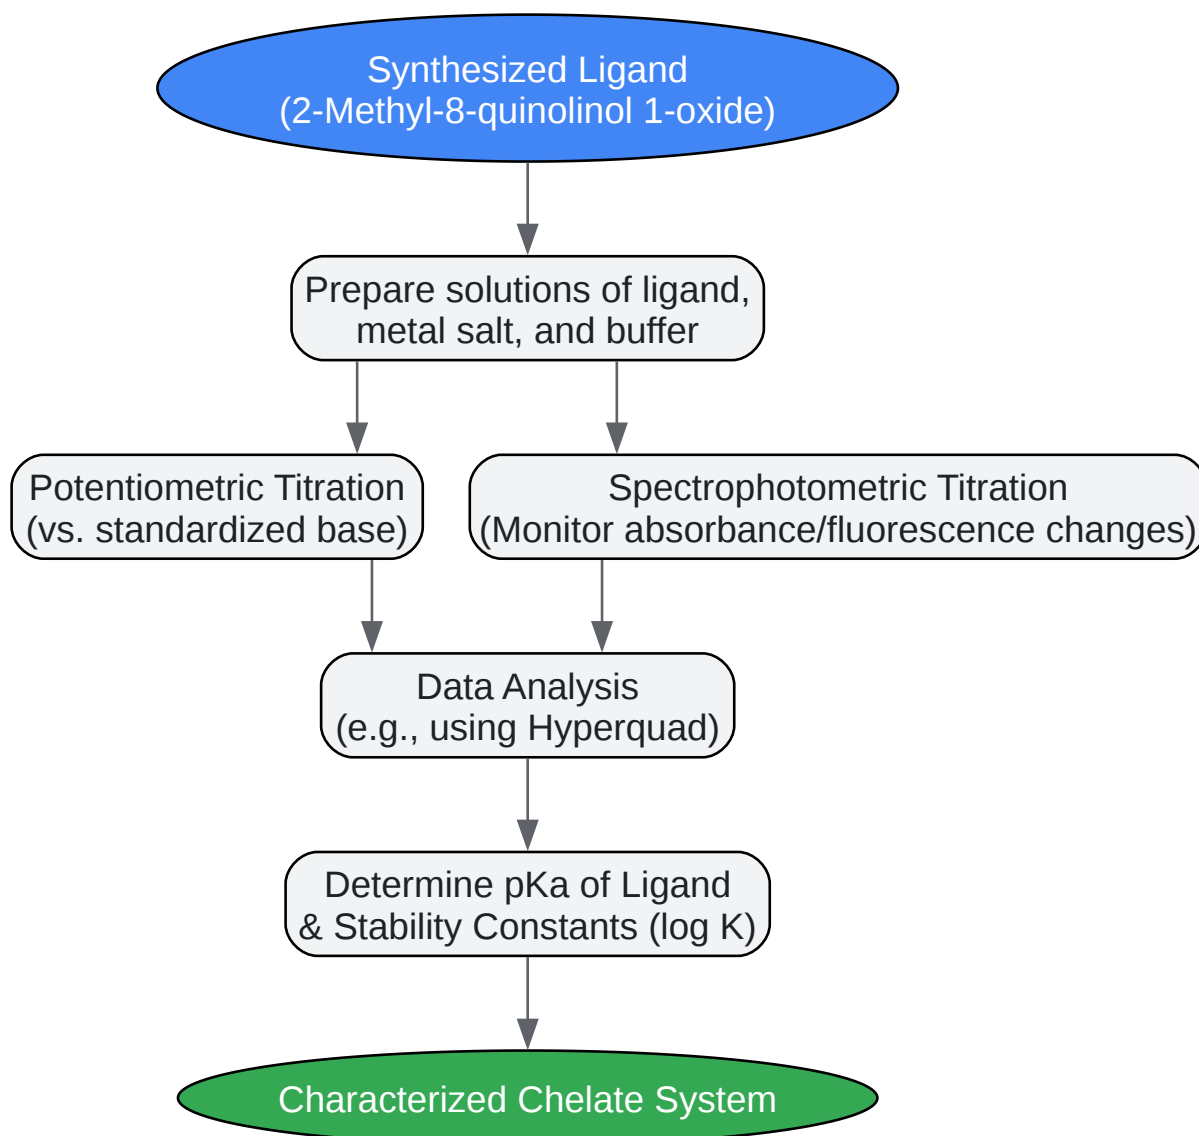 Synthesized Ligand
(2-Methyl-8-quinolinol 1-oxide)
Prepare solutions of ligand,
metal salt, and buffer
Potentiometric Titration
(vs. standardized base)
Spectrophotometric Titration
(Monitor absorbance/fluorescence changes)
Data Analysis
(e.g., using Hyperquad)
Determine pKa of Ligand
& Stability Constants (log K)
Characterized Chelate System